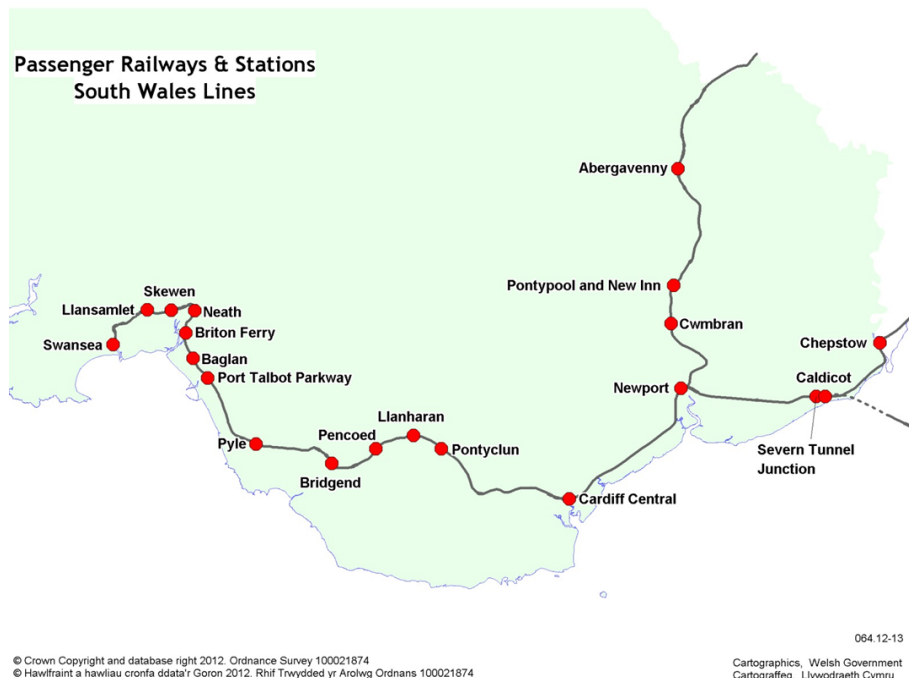 Passenger Railways & Stations
South Wales Lines
Abergavenny
Pontypool and New Inn
Skewen
Llansamlet
Neath
Cwmbran
Briton Ferry
Swansea
Chepstow
Baglan
Port Talbot Parkway
Caldicot
Newport
Llanharan
Pencoed
Pyle
Pontyclun
Severn Tunnel
Junction
Bridgend
Cardiff Central
064.12-13
© Crown Copyright and database right 2012. Ordnance Survey 100021874
© Hawlfraint a hawliau cronfa ddata'r Goron 2012. Rhif Trwydded yr Arolwg Ordnans 100021874
Cartographics, Welsh Government
Cartograffeg, Llywodraeth Cymru